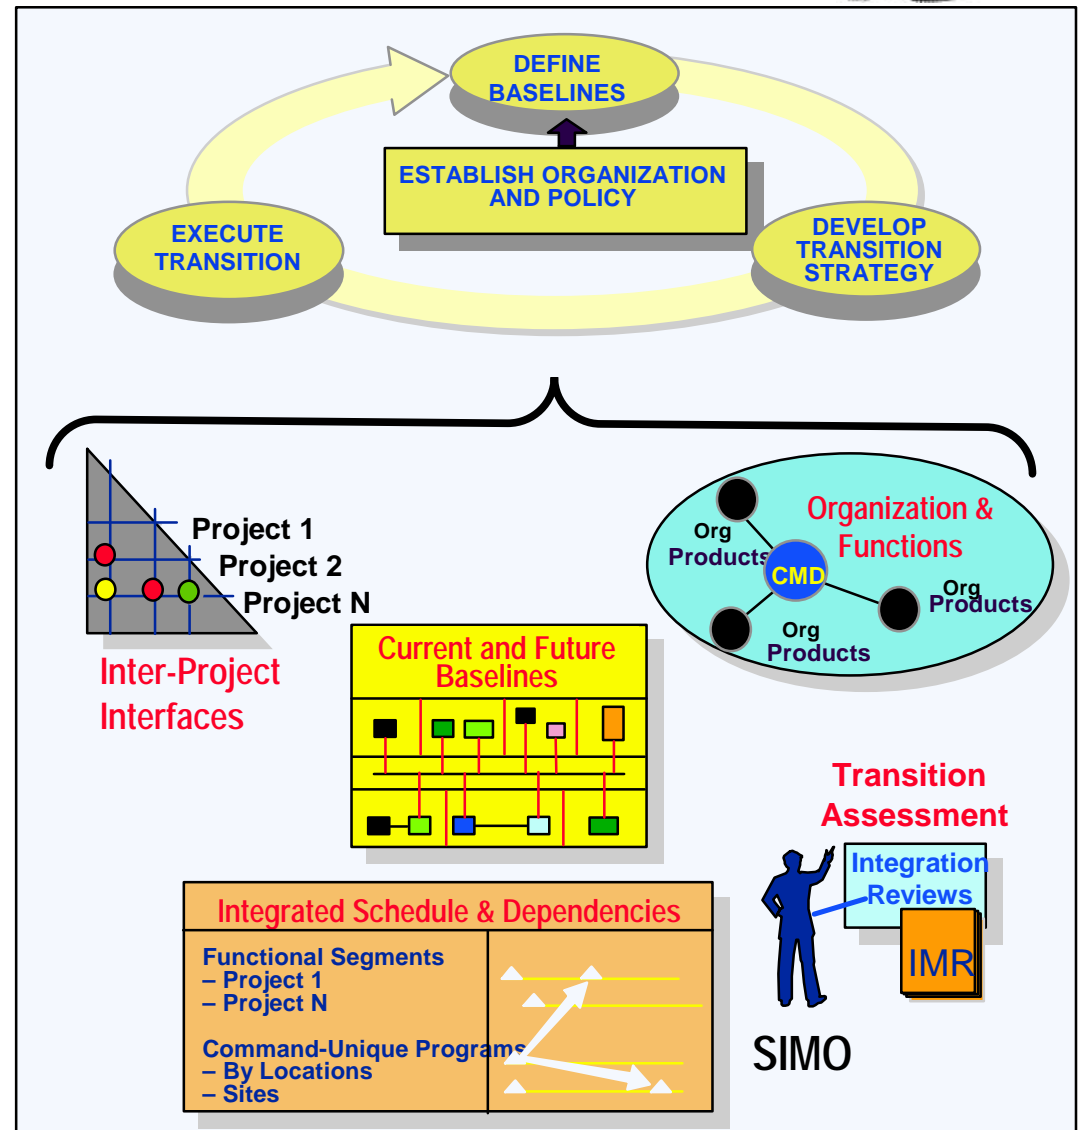 DEFINE
BASELINES
ESTABLISH ORGANIZATION
AND POLICY
EXECUTE
TRANSITION
DEVELOP
TRANSITION
STRATEGY
Project 1
Project 2
Project N
Inter-Project
Interfaces
Organization &
Functions
Org
Products
CMD
Org
Products
Org
Products
Current and Future
Baselines
Transition
Assessment
Integration
Reviews
IMR
SIMO
Integrated Schedule & Dependencies
Functional Segments
– Project 1
– Project N
Command-Unique Programs
– By Locations
– Sites